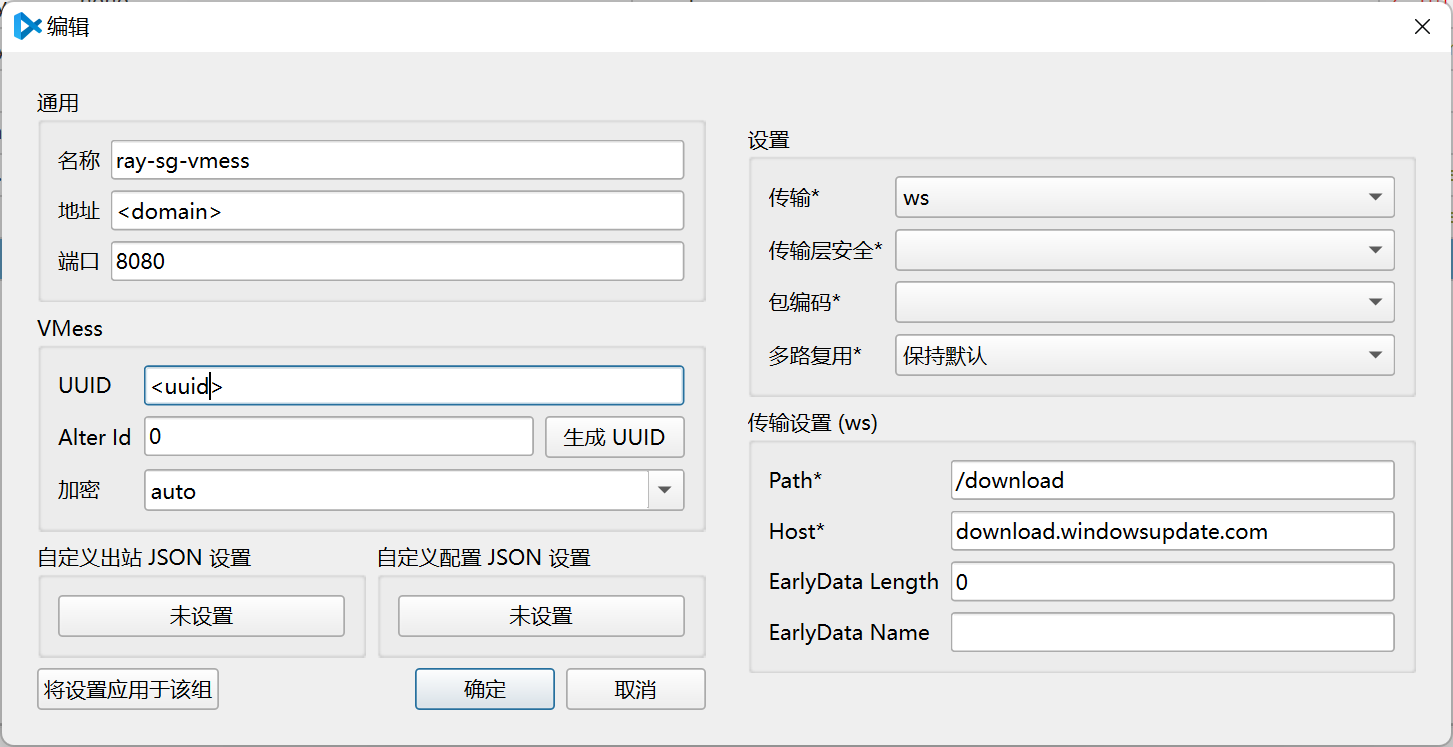 编辑
通用
名称 ray-sg-vmess
地址 <domain>
端口 8080
VMess
UUID <uuid>
Alter Id 0 生成 UUID
加密 auto
自定义出站 JSON 设置 自定义配置 JSON 设置
未设置 未设置
将设置应用于该组 确定 取消
设置
传输* ws
传输层安全*
包编码*
多路复用* 保持默认
传输设置 (ws)
Path* /download
Host* download.windowsupdate.com
EarlyData Length 0
EarlyData Name